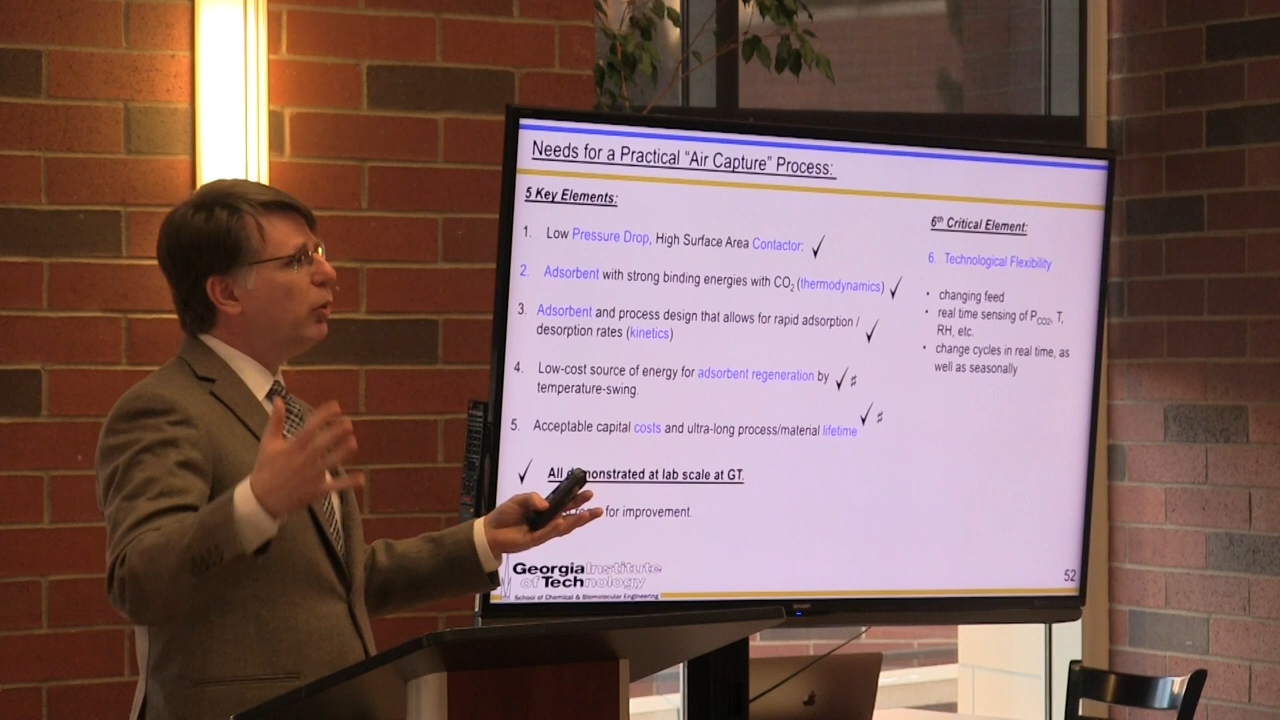 Needs for a Practical “Air Capture” Process:
5 Key Elements:
1. Low Pressure Drop, High Surface Area Contactor: ✓
2. Adsorbent with strong binding energies with CO₂ (thermodynamics) ✓
3. Adsorbent and process design that allows for rapid adsorption /
desorption rates (kinetics) ✓
4. Low-cost source of energy for adsorbent regeneration by ✓ #
temperature-swing.
5. Acceptable capital costs and ultra-long process/material lifetime ✓ #
✓ All demonstrated at lab scale at GT.
for improvement.
6th Critical Element:
6. Technological Flexibility
• changing feed
• real time sensing of PCO2, T,
RH, etc.
• change cycles in real time, as
well as seasonally
Georgia Institute
of Technology
School of Chemical & Biomolecular Engineering
52
SHARP